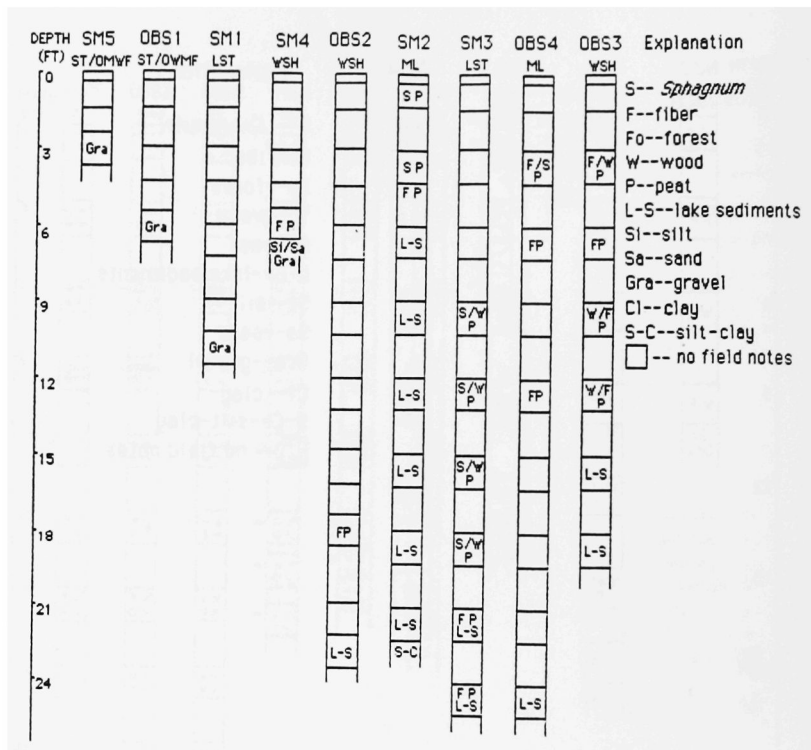 DEPTH SM5 OBS1 SM1 SM4 OBS2 SM2 SM3 OBS4 OBS3 Explanation
(FT) ST/OMWF ST/OWMF LST WSH WSH ML LST ML WSH
0
S P
S-- Sphagnum
F--fiber
Fo--forest
3
Gra
S P
F/S P
F/W P
W--wood
F P
P--peat
L-S--lake sediments
6
Gra
F P
Si/Sa Gra
L-S
FP
FP
Si--silt
Sa--sand
Gra--gravel
9
L-S
S/W P
W/F P
Cl--clay
S-C--silt-clay
Gra
-- no field notes
12
L-S
S/W P
FP
W/F P
15
L-S
S/W P
L-S
18
FP
L-S
S/W P
L-S
21
L-S
F P
L-S
L-S
S-C
24
F P
L-S
L-S